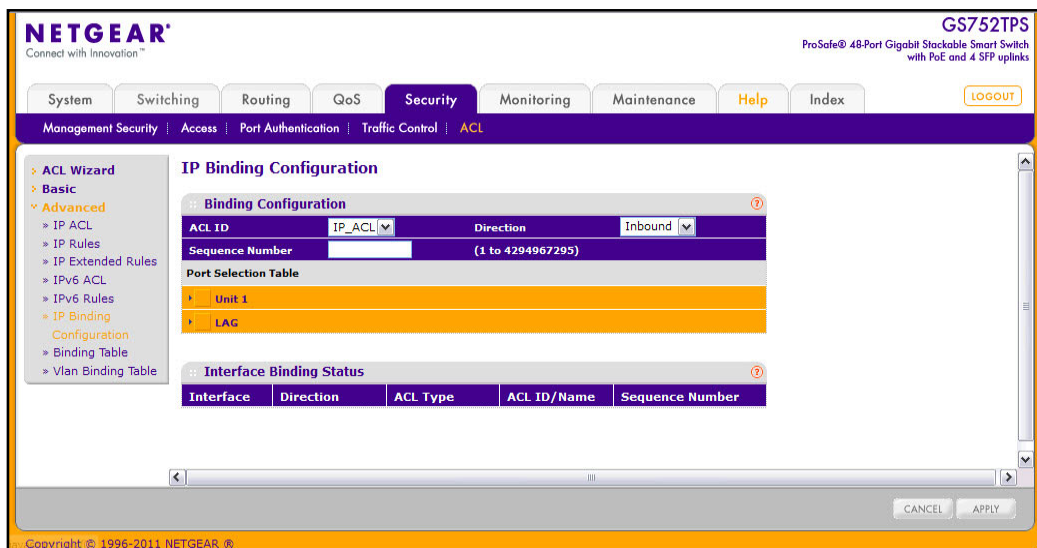 NETGEAR®
Connect with Innovation™
GS752TPS
ProSafe® 48-Port Gigabit Stackable Smart Switch
with PoE and 4 SFP uplinks
System
Switching
Routing
QoS
Security
Monitoring
Maintenance
Help
Index
LOGOUT
Management Security
Access
Port Authentication
Traffic Control
ACL
ACL Wizard
Basic
Advanced
» IP ACL
» IP Rules
» IP Extended Rules
» IPv6 ACL
» IPv6 Rules
» IP Binding
Configuration
» Binding Table
» Vlan Binding Table
IP Binding Configuration
Binding Configuration
?
ACL ID
IP_ACL
Direction
Inbound
Sequence Number
(1 to 4294967295)
Port Selection Table
Unit 1
LAG
Interface Binding Status
?
Interface
Direction
ACL Type
ACL ID/Name
Sequence Number
CANCEL
APPLY
Copyright © 1996-2011 NETGEAR ®